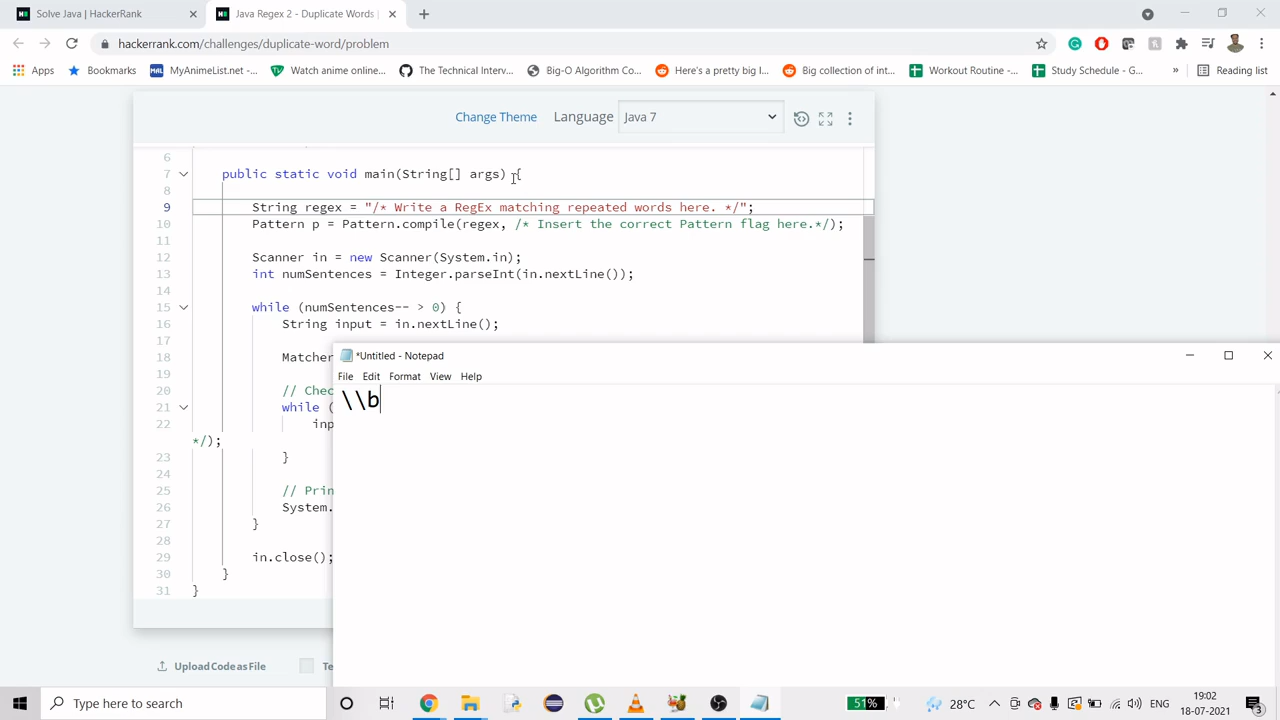 Solve Java | HackerRank
Java Regex 2 - Duplicate Words |
hackerrank.com/challenges/duplicate-word/problem
Apps
Bookmarks
MAL MyAnimeList.net -...
Watch anime online...
The Technical Interv...
Big-O Algorithm Co...
Here's a pretty big l...
Big collection of int...
Workout Routine -...
Study Schedule - G...
»
Reading list
Change Theme
Language
Java 7
6
7 public static void main(String[] args) {
8
9 String regex = "/* Write a RegEx matching repeated words here. */";
10 Pattern p = Pattern.compile(regex, /* Insert the correct Pattern flag here.*/);
11
12 Scanner in = new Scanner(System.in);
13 int numSentences = Integer.parseInt(in.nextLine());
14
15 while (numSentences-- > 0) {
16 String input = in.nextLine();
17
18 Matcher
19
20 // Chec
21 while (
22 inp
*/);
23 }
24
25 // Prin
26 System.
27 }
28
29 in.close();
30 }
31 }
Upload Code as File
Te
*Untitled - Notepad
File Edit Format View Help
\\b
Type here to search
51%
28°C
ENG
19:02
18-07-2021
3